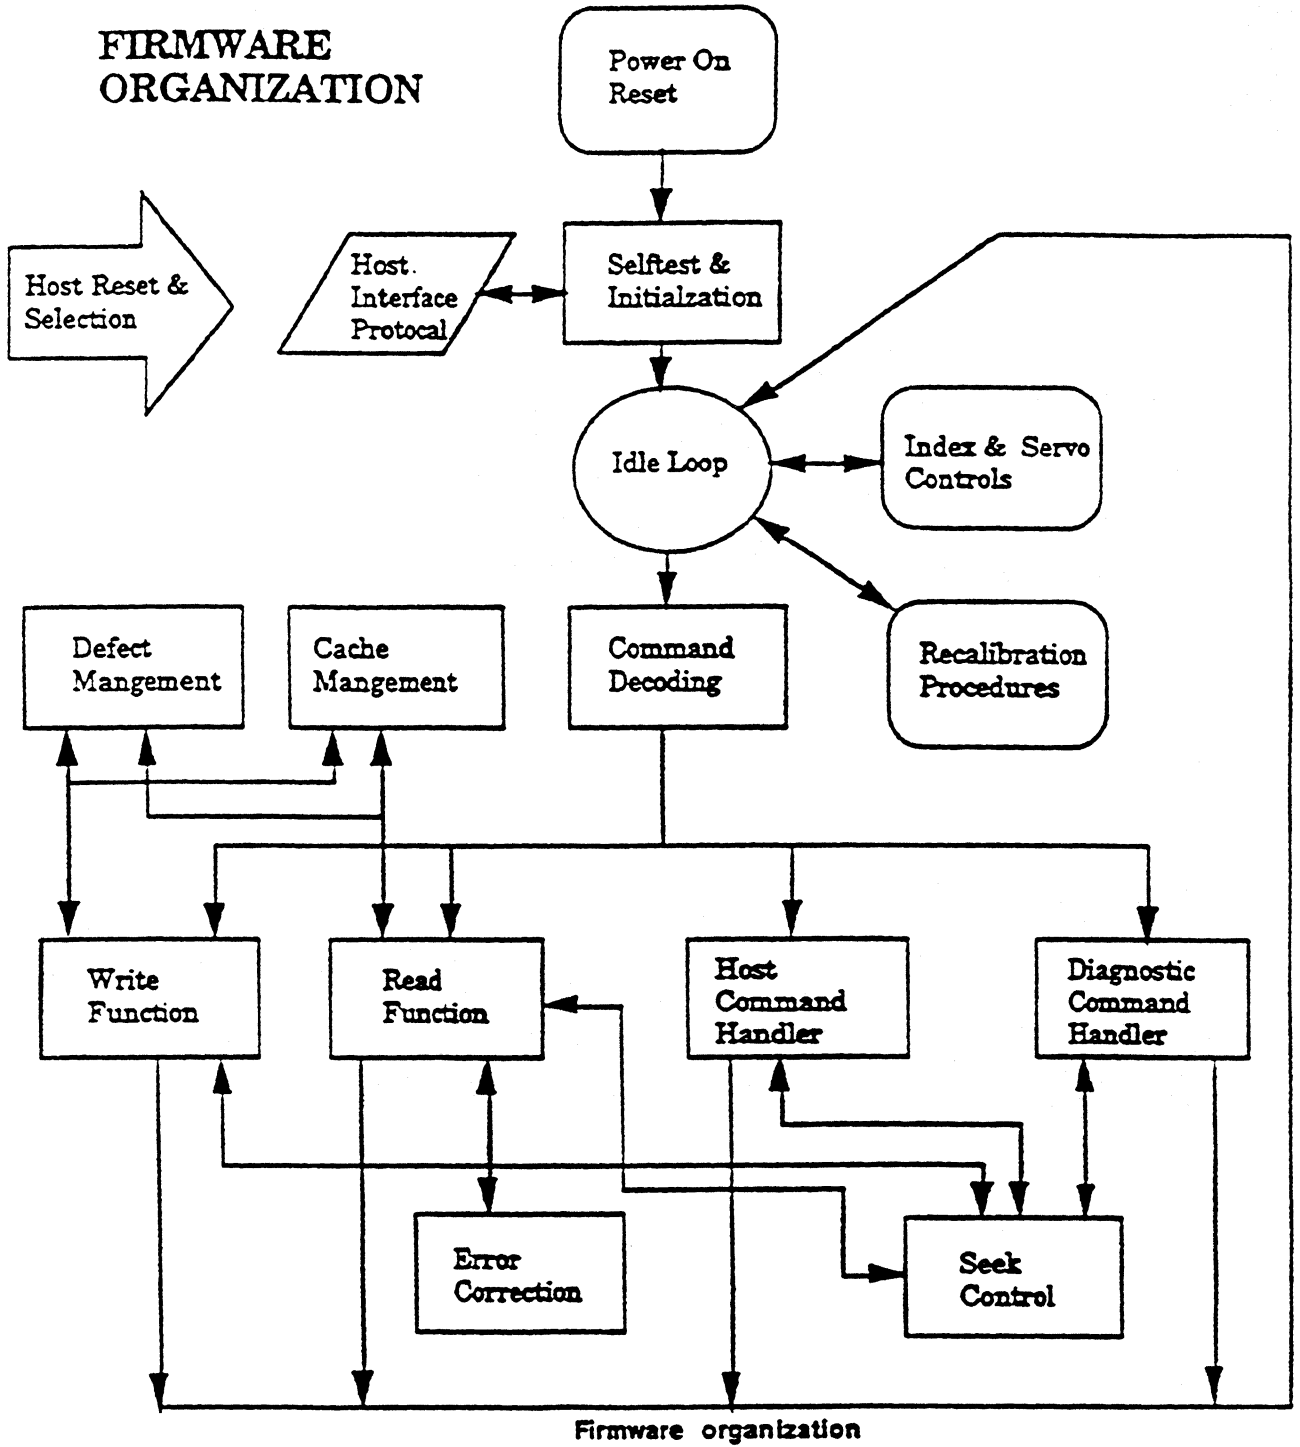 FIRMWARE
ORGANIZATION
Power On
Reset
Host Reset &
Selection
Host.
Interface
Protocal
Selftest &
Initialzation
Idle Loop
Index & Servo
Controls
Defect
Mangement
Cache
Mangement
Command
Decoding
Recalibration
Procedures
Write
Function
Read
Function
Host
Command
Handler
Diagnostic
Command
Handler
Error
Correction
Seek
Control
Firmware organization